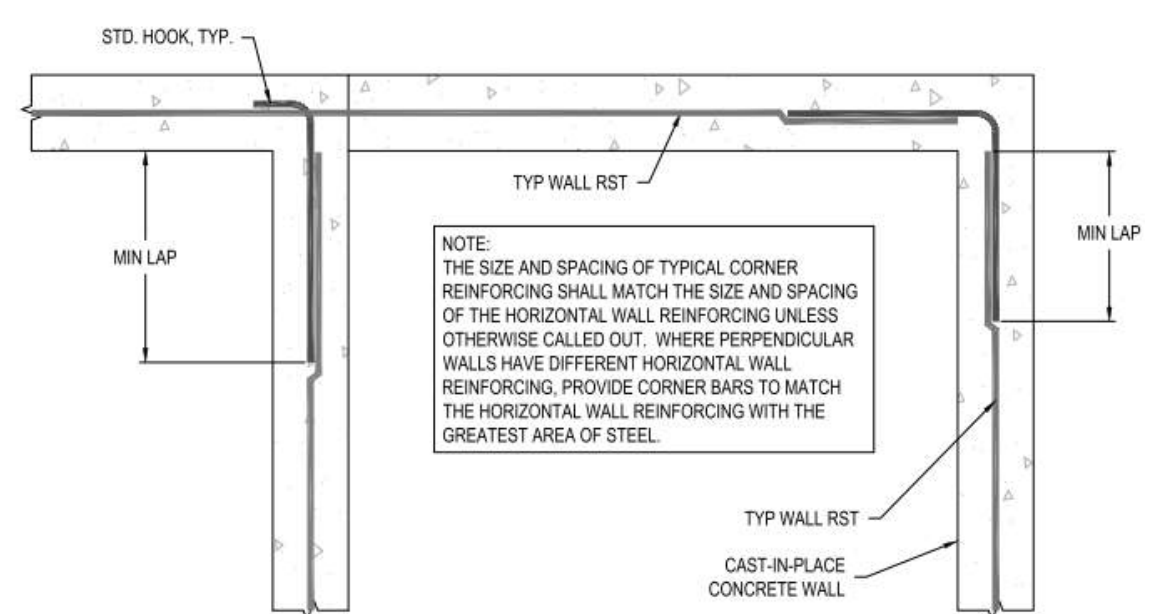 STD. HOOK, TYP.
TYP WALL RST
MIN LAP
MIN LAP
NOTE:
THE SIZE AND SPACING OF TYPICAL CORNER
REINFORCING SHALL MATCH THE SIZE AND SPACING
OF THE HORIZONTAL WALL REINFORCING UNLESS
OTHERWISE CALLED OUT. WHERE PERPENDICULAR
WALLS HAVE DIFFERENT HORIZONTAL WALL
REINFORCING, PROVIDE CORNER BARS TO MATCH
THE HORIZONTAL WALL REINFORCING WITH THE
GREATEST AREA OF STEEL.
TYP WALL RST
CAST-IN-PLACE
CONCRETE WALL